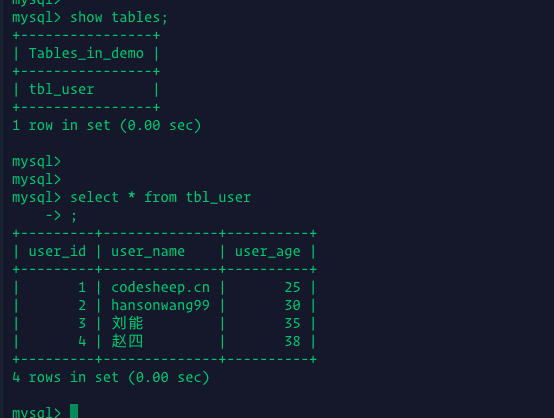 mysql>
mysql> show tables;
+----------------+
| Tables_in_demo |
+----------------+
| tbl_user       |
+----------------+
1 row in set (0.00 sec)
mysql>
mysql>
mysql> select * from tbl_user
    -> ;
+---------+--------------+----------+
| user_id | user_name    | user_age |
+---------+--------------+----------+
|       1 | codesheep.cn |       25 |
|       2 | hansonwang99 |       30 |
|       3 | 刘能         |       35 |
|       4 | 赵四         |       38 |
+---------+--------------+----------+
4 rows in set (0.00 sec)
mysql>